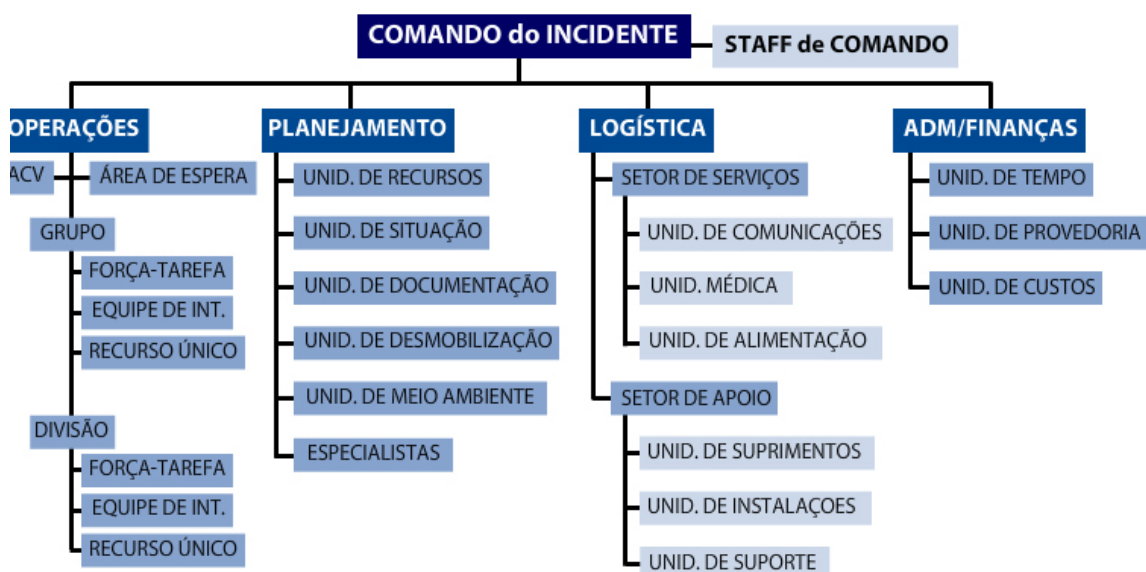 COMANDO do INCIDENTE
STAFF de COMANDO
OPERAÇÕES
PLANEJAMENTO
LOGÍSTICA
ADM/FINANÇAS
ACV
ÁREA DE ESPERA
GRUPO
FORÇA-TAREFA
EQUIPE DE INT.
RECURSO ÚNICO
DIVISÃO
FORÇA-TAREFA
EQUIPE DE INT.
RECURSO ÚNICO
UNID. DE RECURSOS
UNID. DE SITUAÇÃO
UNID. DE DOCUMENTAÇÃO
UNID. DE DESMOBILIZAÇÃO
UNID. DE MEIO AMBIENTE
ESPECIALISTAS
SETOR DE SERVIÇOS
UNID. DE COMUNICAÇÕES
UNID. MÉDICA
UNID. DE ALIMENTAÇÃO
SETOR DE APOIO
UNID. DE SUPRIMENTOS
UNID. DE INSTALAÇOES
UNID. DE SUPORTE
UNID. DE TEMPO
UNID. DE PROVEDORIA
UNID. DE CUSTOS